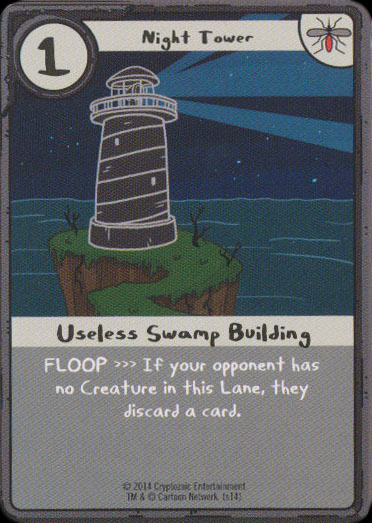 1
Night Tower
Useless Swamp Building
FLOOP >>> If your opponent has
no Creature in this Lane, they
discard a card.
© 2014 Cryptozoic Entertainment
TM & © Cartoon Network. (s14)